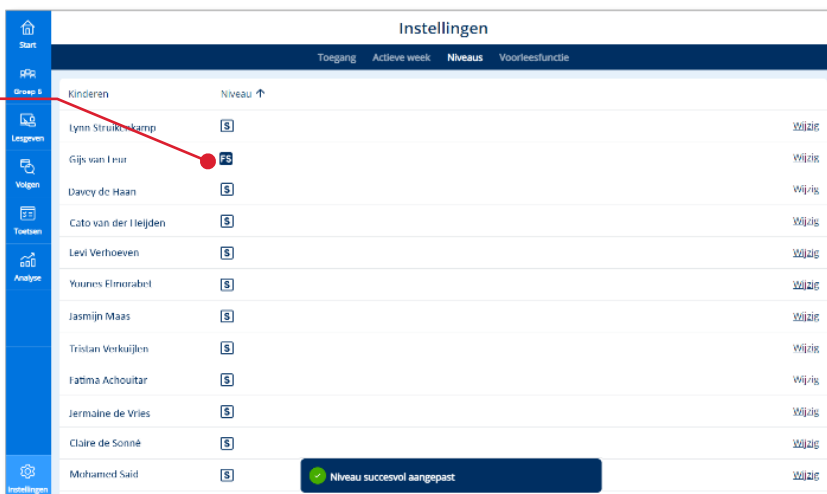 Instellingen
Start
Toegang Actieve week Niveaus Voorleesfunctie
Groep 6
Kinderen Niveau ↑
Lynn Struikenkamp S Wijzig
Lesgeven
Gijs van Leur FS Wijzig
Volgen
Davey de Haan S Wijzig
Cato van der Heijden S Wijzig
Toetsen
Levi Verhoeven S Wijzig
Analyse
Younes Elmorabet S Wijzig
Jasmijn Maas S Wijzig
Tristan Verkuijlen S Wijzig
Fatima Achouitar S Wijzig
Jermaine de Vries S Wijzig
Claire de Sonné S Wijzig
Mohamed Said S Wijzig
Niveau succesvol aangepast
Instellingen